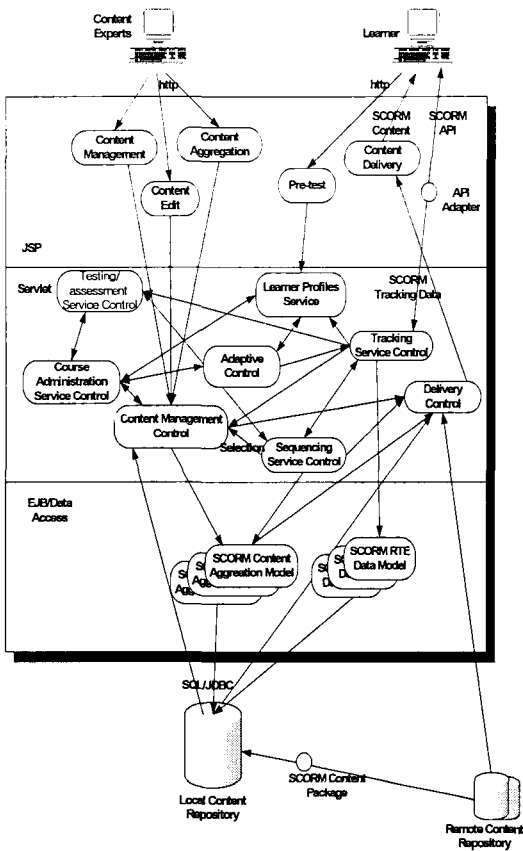 Content
Experts
Learner
http
http
SCORM
Content
SCORM
API
Content
Management
Content
Aggregation
Content
Delivery
Content
Edit
Pre-test
API
Adapter
JSP
Servlet
Testing/
assessment
Service Control
Learner Profiles
Service
SCORM
Tracking Data
Tracking
Service Control
Adaptive
Control
Course
Administration
Service Control
Delivery
Control
Content Management
Control
Selection
Sequencing
Service Control
EJB/Data
Access
SCORM Content
Aggreation Model
SCORM RTE
Data Model
SQL/JDBC
SCORM Content
Package
Local Content
Repository
Remote Content
Repository